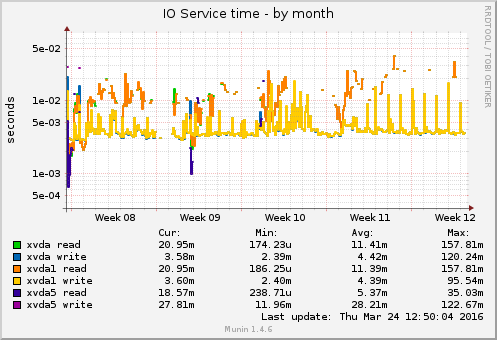 IO Service time - by month
RRDTOOL / TOBI OETIKER
seconds
5e-02
1e-02
5e-03
1e-03
5e-04
Week 08 Week 09 Week 10 Week 11 Week 12
Cur: Min: Avg: Max:
xvda read 20.95m 174.23u 11.41m 157.81m
xvda write 3.58m 2.39m 4.42m 120.24m
xvda1 read 20.95m 186.25u 11.39m 157.81m
xvda1 write 3.60m 2.40m 4.39m 95.54m
xvda5 read 18.57m 238.71u 5.37m 35.03m
xvda5 write 27.81m 11.96m 28.21m 122.67m
Last update: Thu Mar 24 12:50:04 2016
Munin 1.4.6